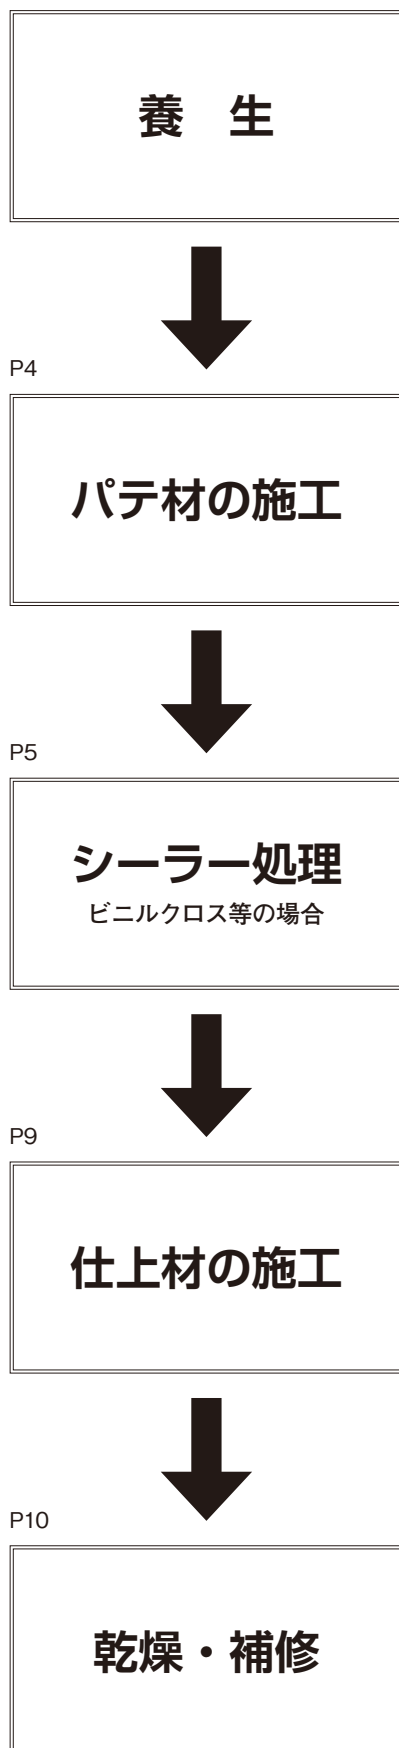 養　生
P4
パテ材の施工
P5
シーラー処理
ビニルクロス等の場合
P9
仕上材の施工
P10
乾燥・補修